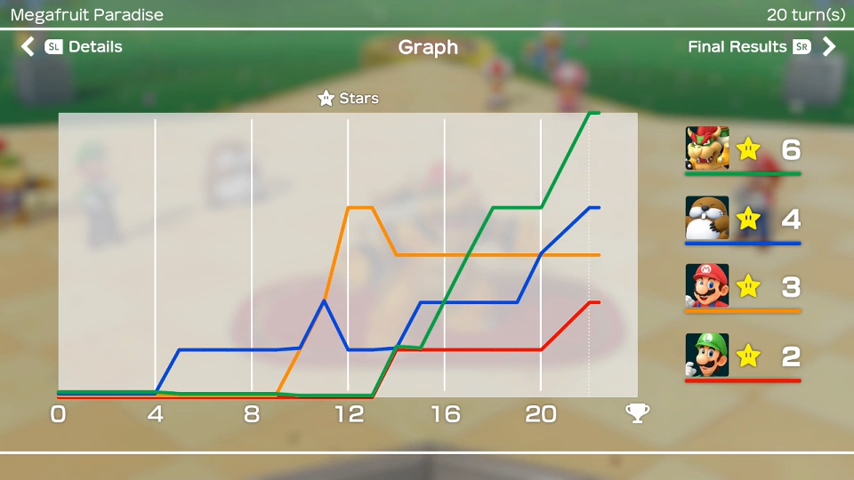 Megafruit Paradise
20 turn(s)
SL Details
Graph
Final Results SR
Stars
6
4
3
2
0 4 8 12 16 20